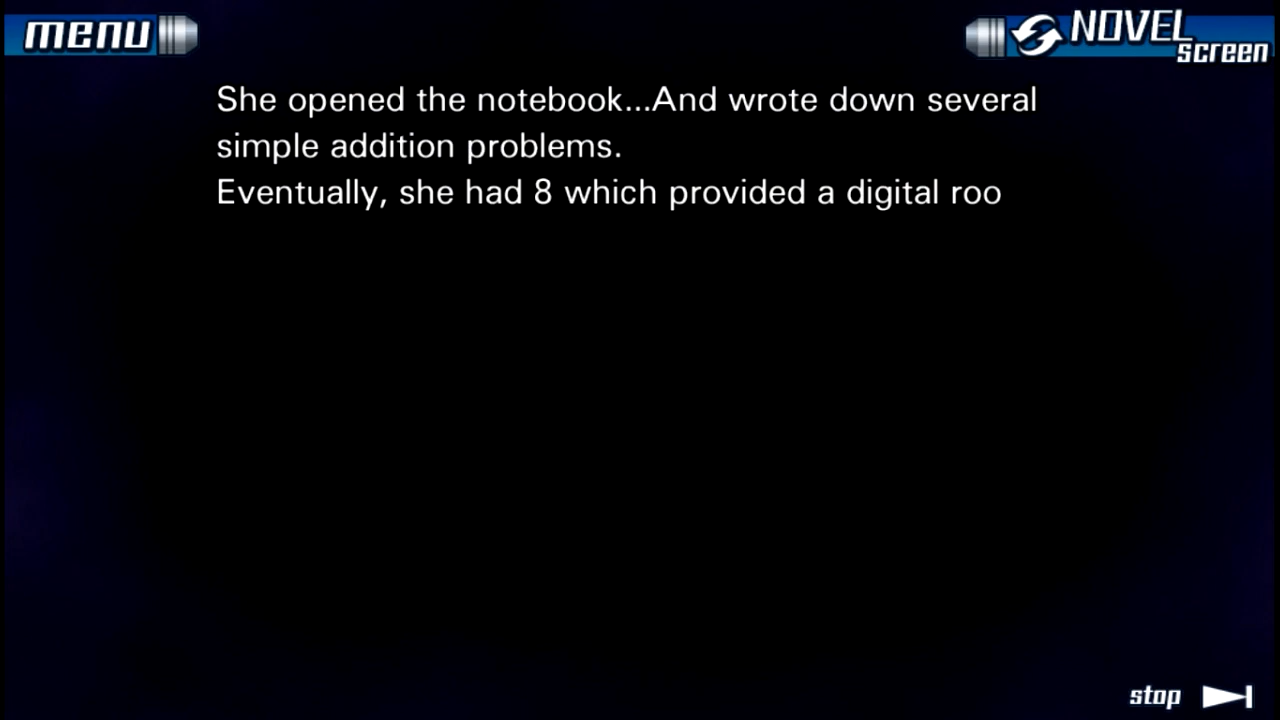 menu
NOVEL
screen
She opened the notebook...And wrote down several
simple addition problems.
Eventually, she had 8 which provided a digital roo
stop